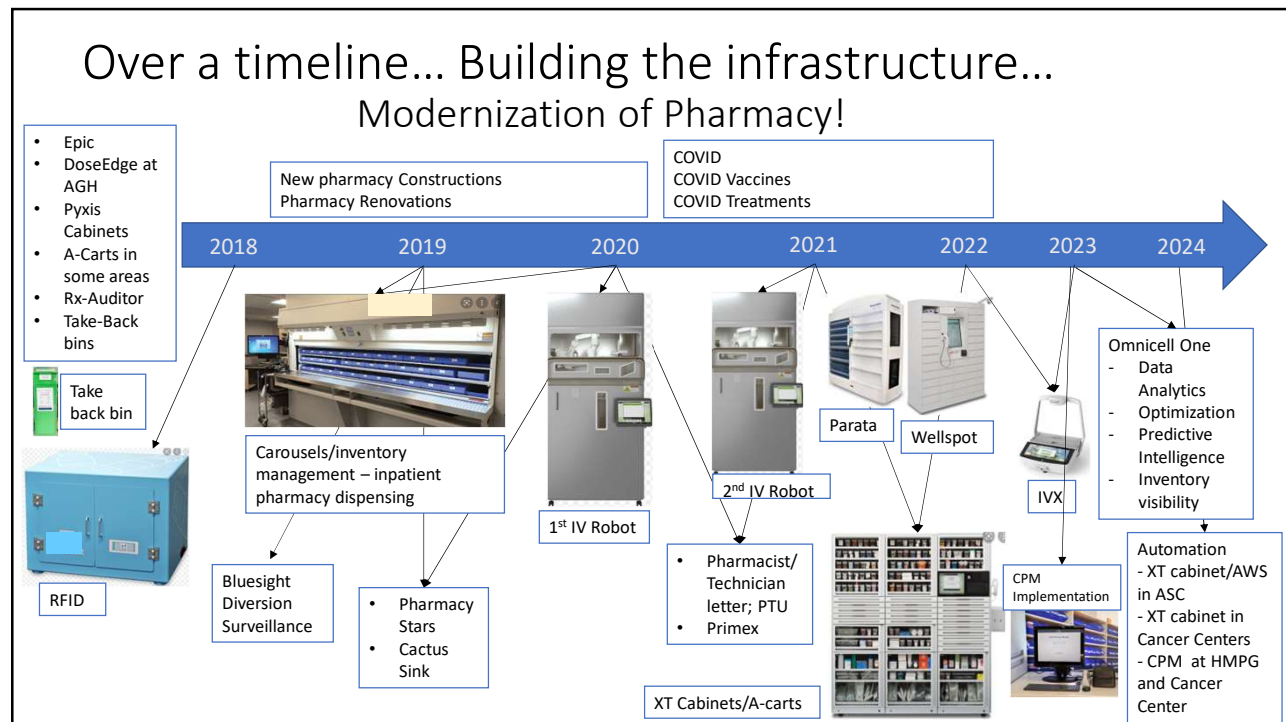 Over a timeline… Building the infrastructure…
Modernization of Pharmacy!
• Epic
• DoseEdge at
AGH
• Pyxis
Cabinets
• A-Carts in
some areas
• Rx-Auditor
• Take-Back
bins
New pharmacy Constructions
Pharmacy Renovations
COVID
COVID Vaccines
COVID Treatments
2018
2019
2020
2021
2022
2023
2024
Take
back bin
RFID
Carousels/inventory
management – inpatient
pharmacy dispensing
Bluesight
Diversion
Surveillance
• Pharmacy
Stars
• Cactus
Sink
1st IV Robot
2nd IV Robot
• Pharmacist/
Technician
letter; PTU
• Primex
Parata
Wellspot
XT Cabinets/A-carts
IVX
CPM
Implementation
Omnicell One
- Data
Analytics
- Optimization
- Predictive
Intelligence
- Inventory
visibility
Automation
- XT cabinet/AWS
in ASC
- XT cabinet in
Cancer Centers
- CPM at HMPG
and Cancer
Center